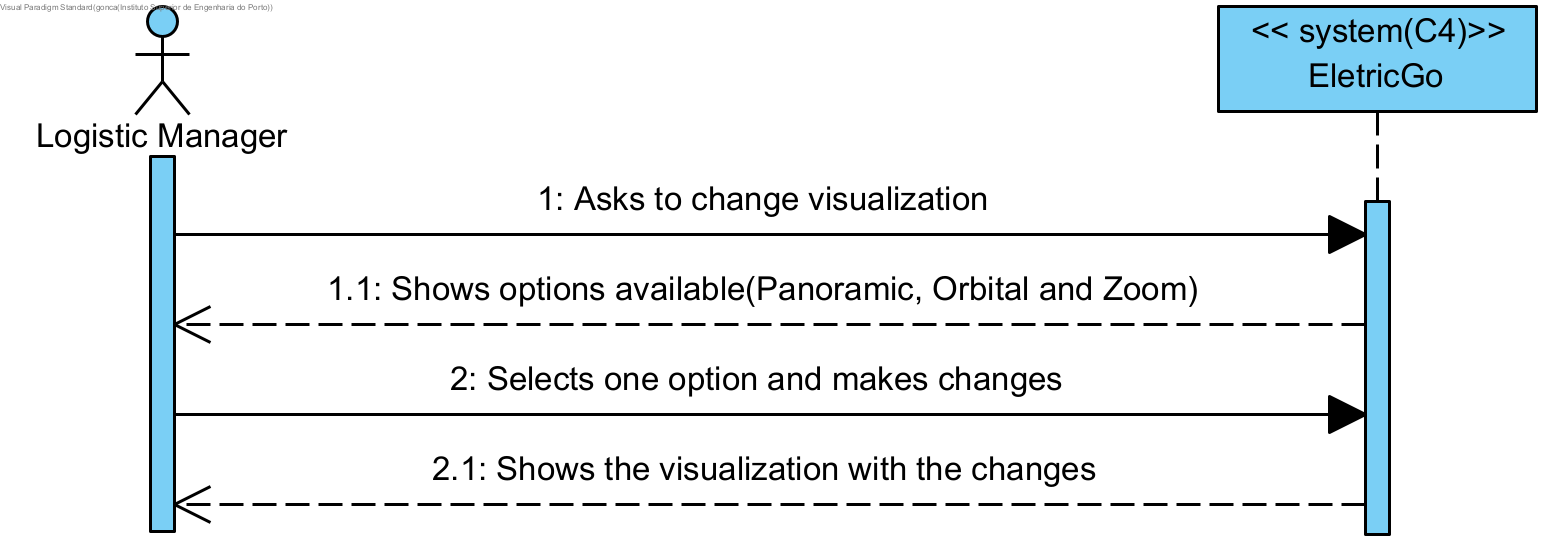 Visual Paradigm Standard(gonca(Instituto Superior de Engenharia do Porto))
<< system(C4)>>
EletricGo
Logistic Manager
1: Asks to change visualization
1.1: Shows options available(Panoramic, Orbital and Zoom)
2: Selects one option and makes changes
2.1: Shows the visualization with the changes